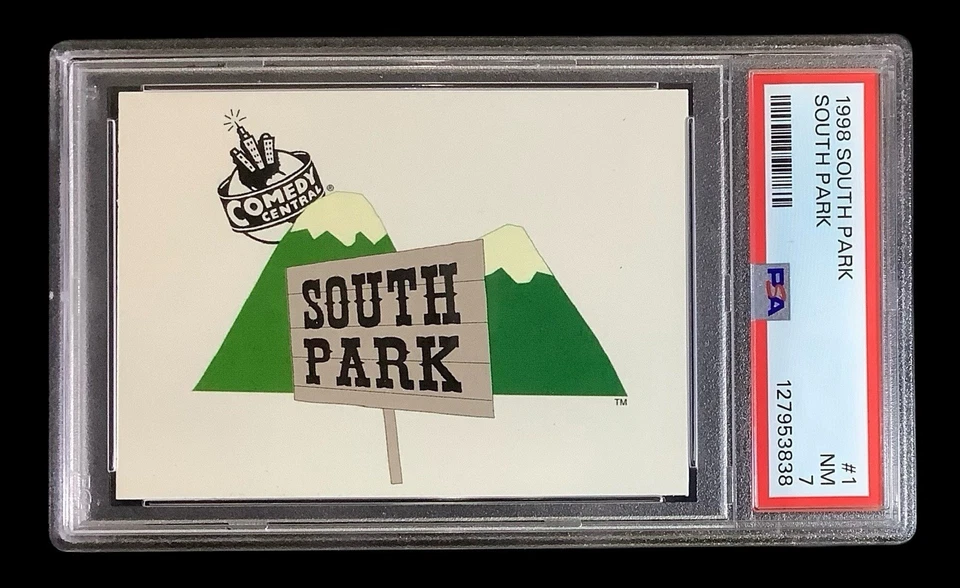 COMEDY
CENTRAL
®
SOUTH
PARK
TM
1998 SOUTH PARK
SOUTH PARK
#1
NM
7
127953838
PSA